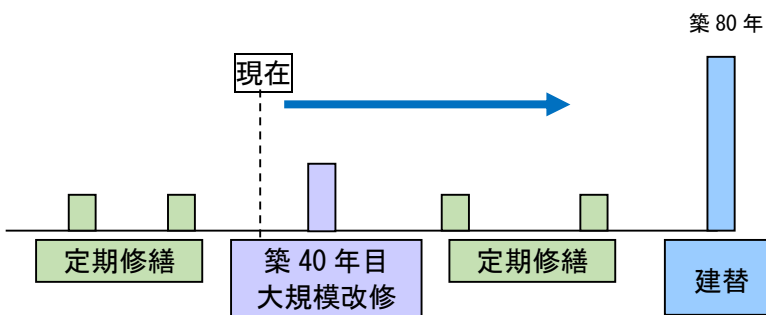 築 80 年
現在
定期修繕
築 40 年目
大規模改修
定期修繕
建替